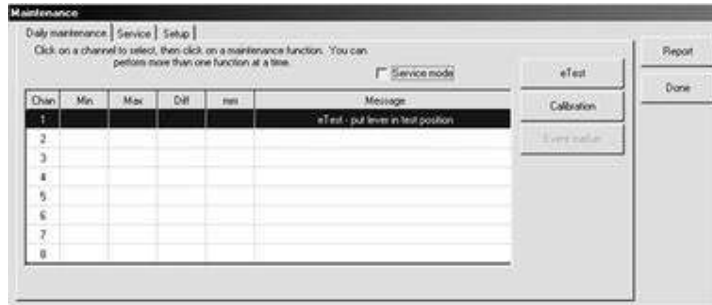 Maintenance
Daily maintenance Service Setup
Click on a channel to select, then click on a maintenance function. You can
perform more than one function at a time.
Service mode
Report
eTest
Done
Chan Min Max Diff mm Message
Calibration
1 eTest - put lever in test position
2
Event marker
3
4
5
6
7
8